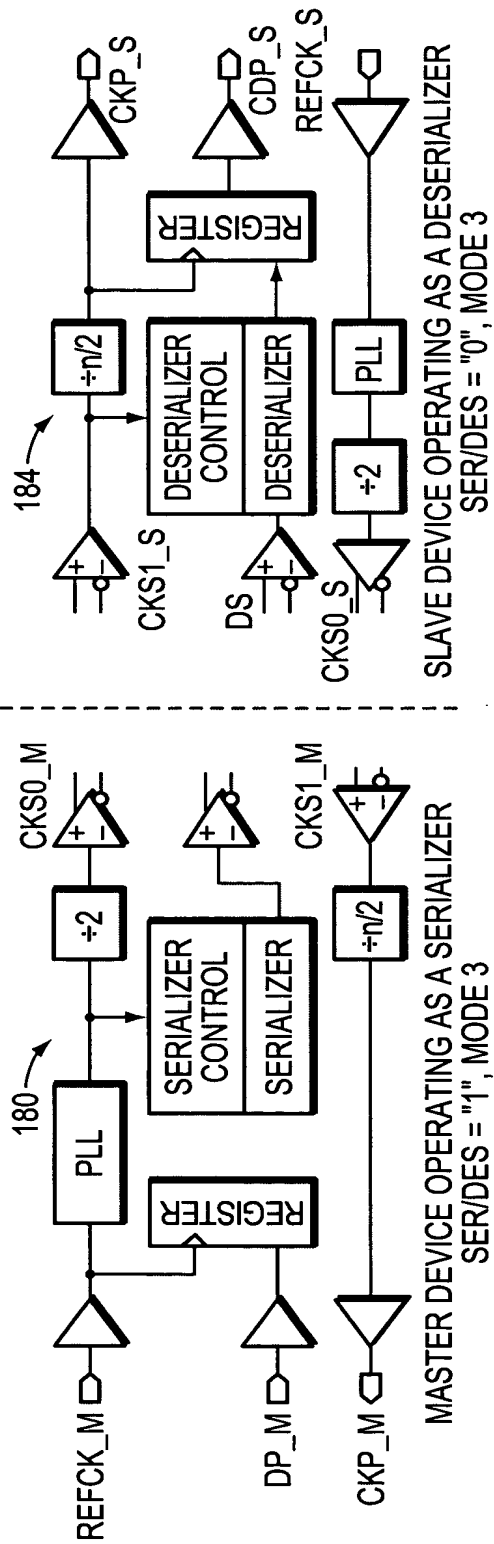 REFCK_M
180
PLL
÷2
CKS0_M
+
−
REGISTER
SERIALIZER
CONTROL
SERIALIZER
+
−
DP_M
CKP_M
÷n/2
CKS1_M
+
−
MASTER DEVICE OPERATING AS A SERIALIZER
SER/DES = "1", MODE 3
184
+
−
CKS1_S
÷n/2
CKP_S
DS
+
−
DESERIALIZER
CONTROL
DESERIALIZER
REGISTER
CDP_S
CKS0_S
+
−
÷2
PLL
REFCK_S
SLAVE DEVICE OPERATING AS A DESERIALIZER
SER/DES = "0", MODE 3